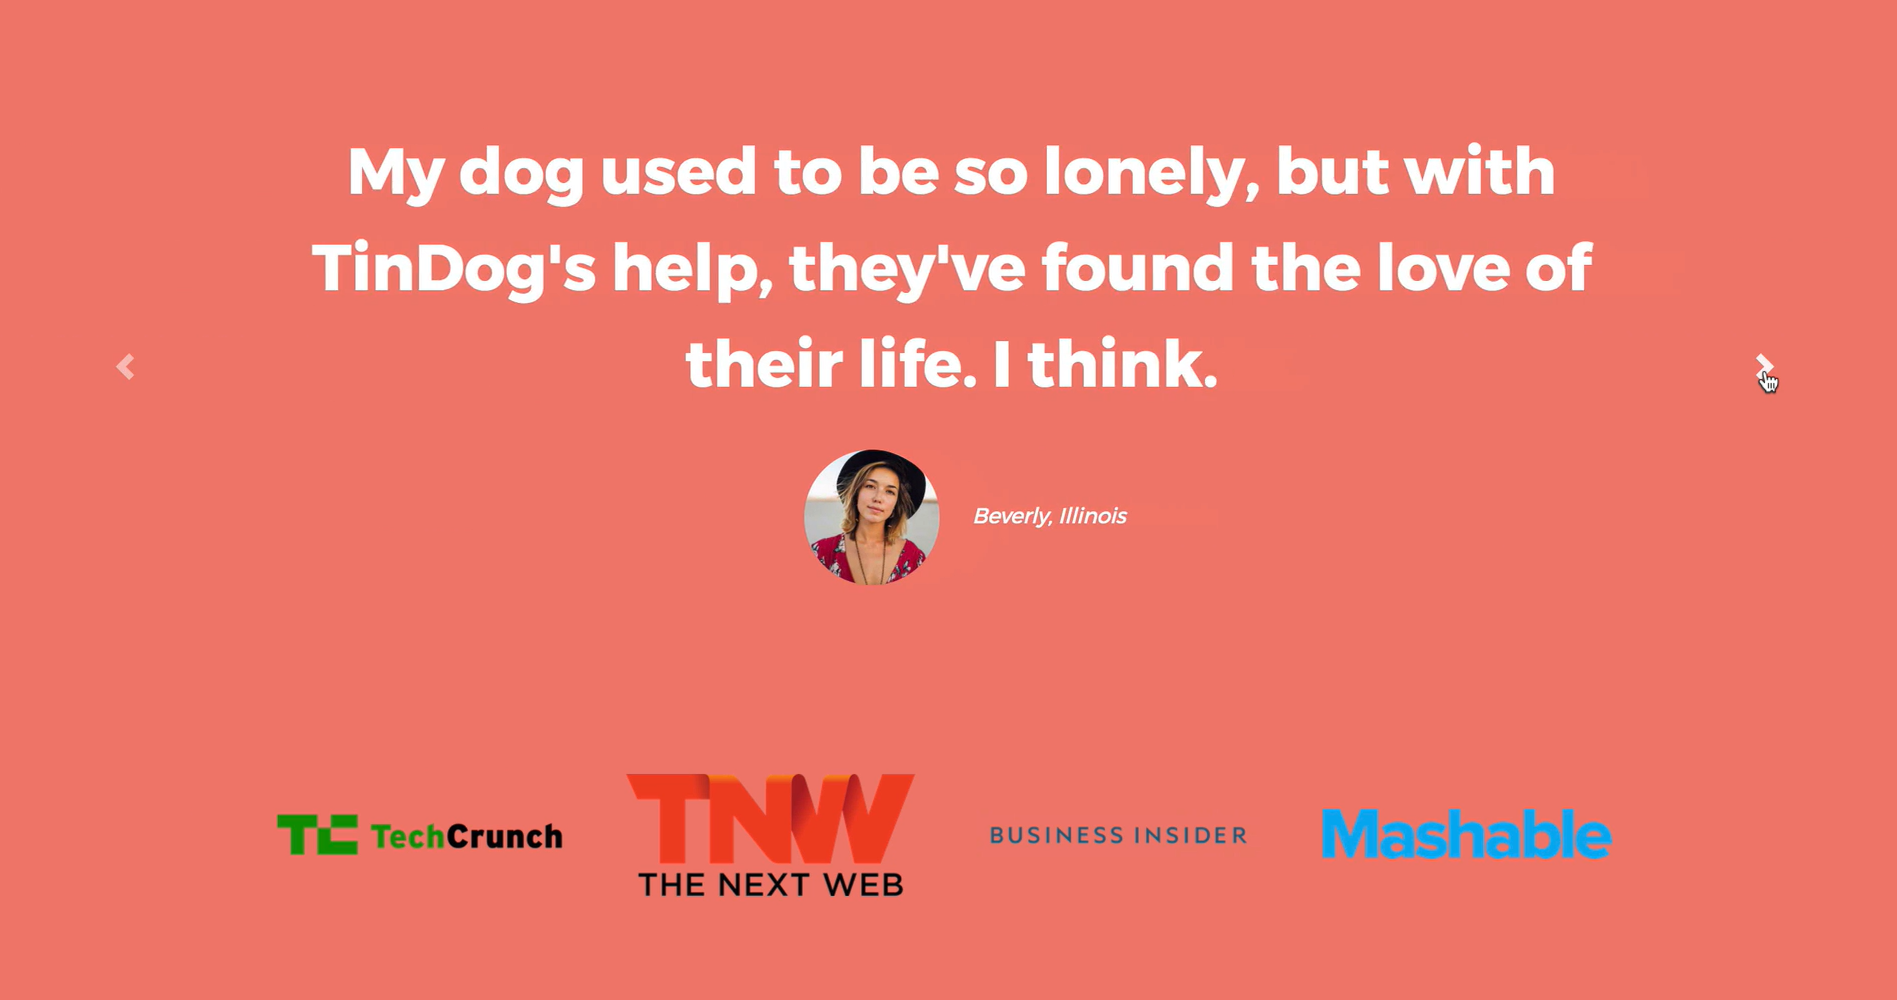 My dog used to be so lonely, but with
TinDog's help, they've found the love of
their life. I think.
Beverly, Illinois
TC TechCrunch
TNW
THE NEXT WEB
BUSINESS INSIDER
Mashable